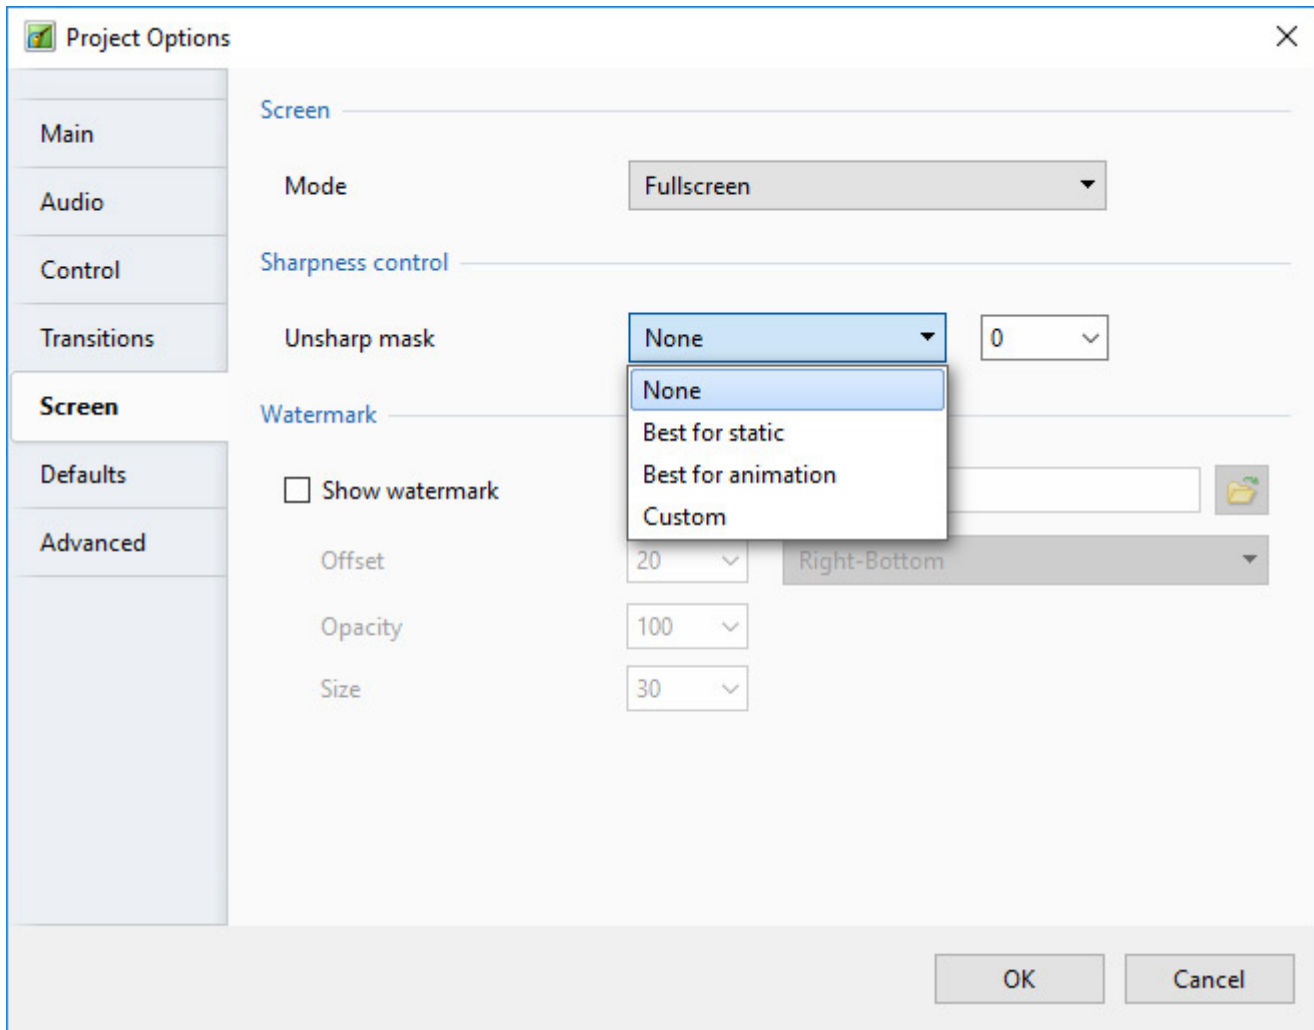 Project Options
Main
Audio
Control
Transitions
Screen
Defaults
Advanced
Screen
Mode Fullscreen
Sharpness control
Unsharp mask None 0
None
Best for static
Best for animation
Custom
Watermark
Show watermark
Offset 20 Right-Bottom
Opacity 100
Size 30
OK Cancel